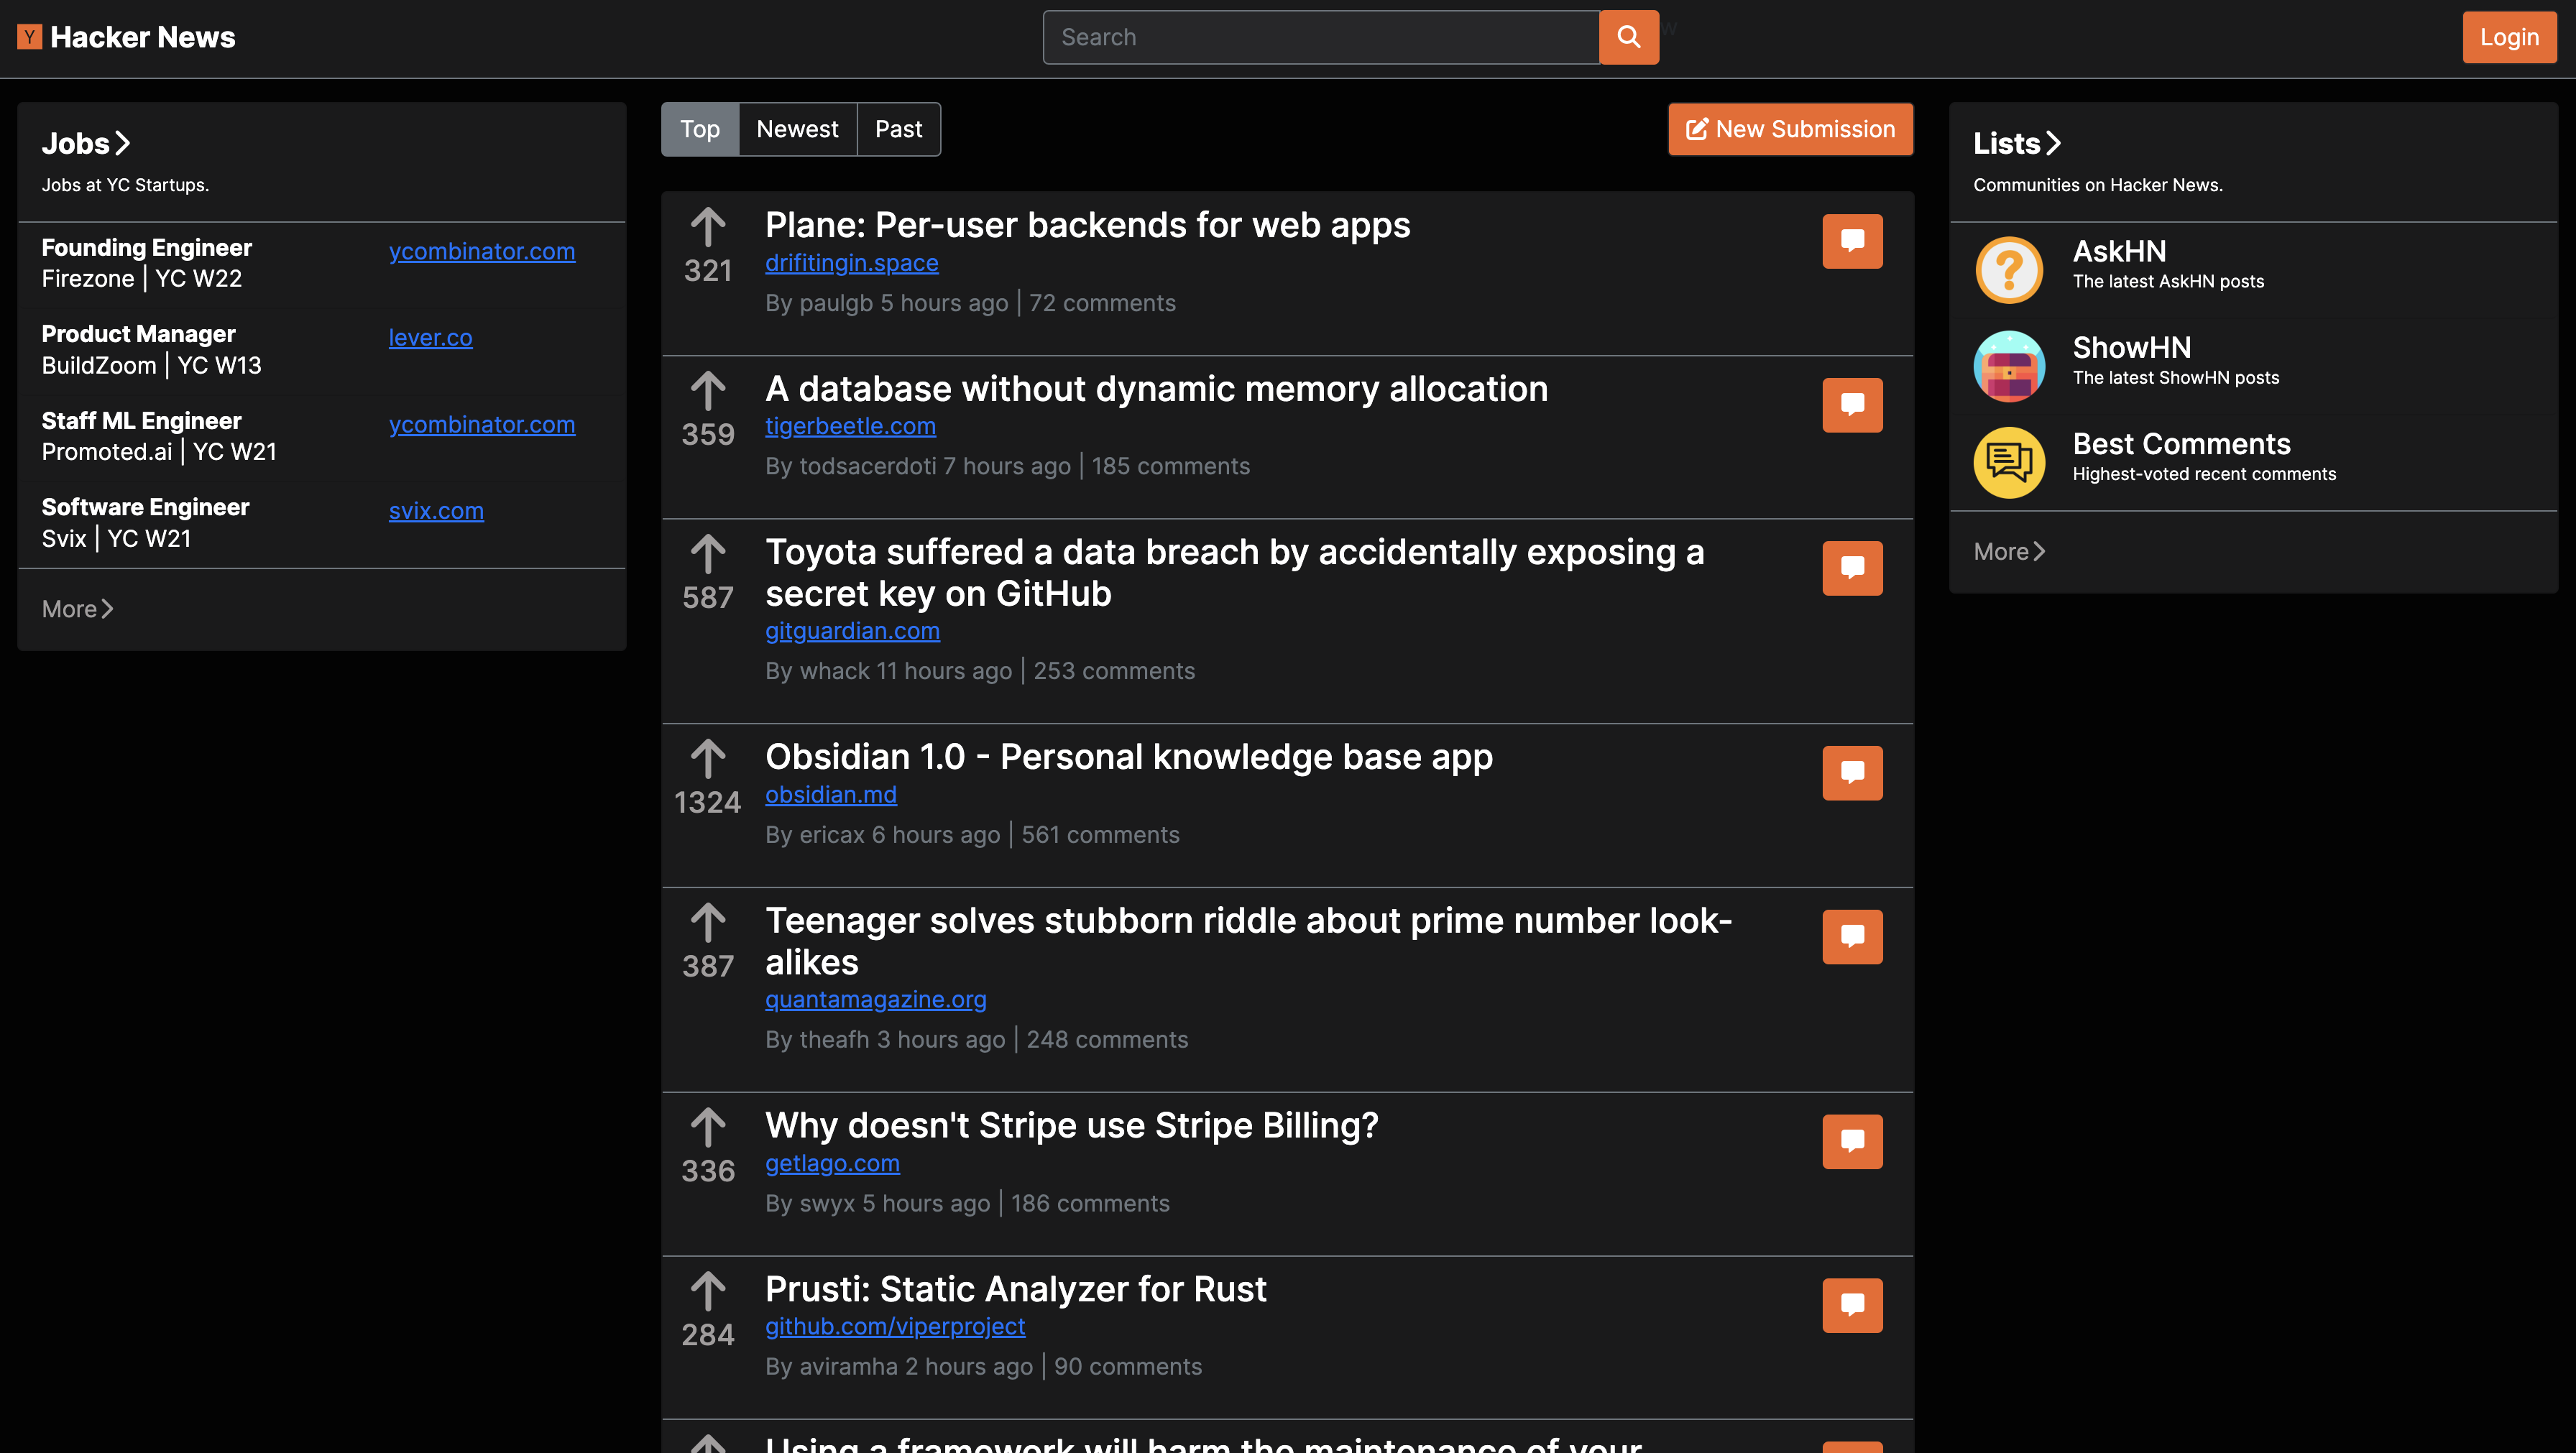 Y Hacker News
Search
Login
Jobs
Jobs at YC Startups.
Founding Engineer
Firezone | YC W22
ycombinator.com
Product Manager
BuildZoom | YC W13
lever.co
Staff ML Engineer
Promoted.ai | YC W21
ycombinator.com
Software Engineer
Svix | YC W21
svix.com
More
Top
Newest
Past
New Submission
Plane: Per-user backends for web apps
321
drifitingin.space
By paulgb 5 hours ago | 72 comments
A database without dynamic memory allocation
359
tigerbeetle.com
By todsacerdoti 7 hours ago | 185 comments
Toyota suffered a data breach by accidentally exposing a
secret key on GitHub
587
gitguardian.com
By whack 11 hours ago | 253 comments
Obsidian 1.0 - Personal knowledge base app
1324
obsidian.md
By ericax 6 hours ago | 561 comments
Teenager solves stubborn riddle about prime number look-
alikes
387
quantamagazine.org
By theafh 3 hours ago | 248 comments
Why doesn't Stripe use Stripe Billing?
336
getlago.com
By swyx 5 hours ago | 186 comments
Prusti: Static Analyzer for Rust
284
github.com/viperproject
By aviramha 2 hours ago | 90 comments
Using a framework will harm the maintenance of your
Lists
Communities on Hacker News.
AskHN
The latest AskHN posts
ShowHN
The latest ShowHN posts
Best Comments
Highest-voted recent comments
More